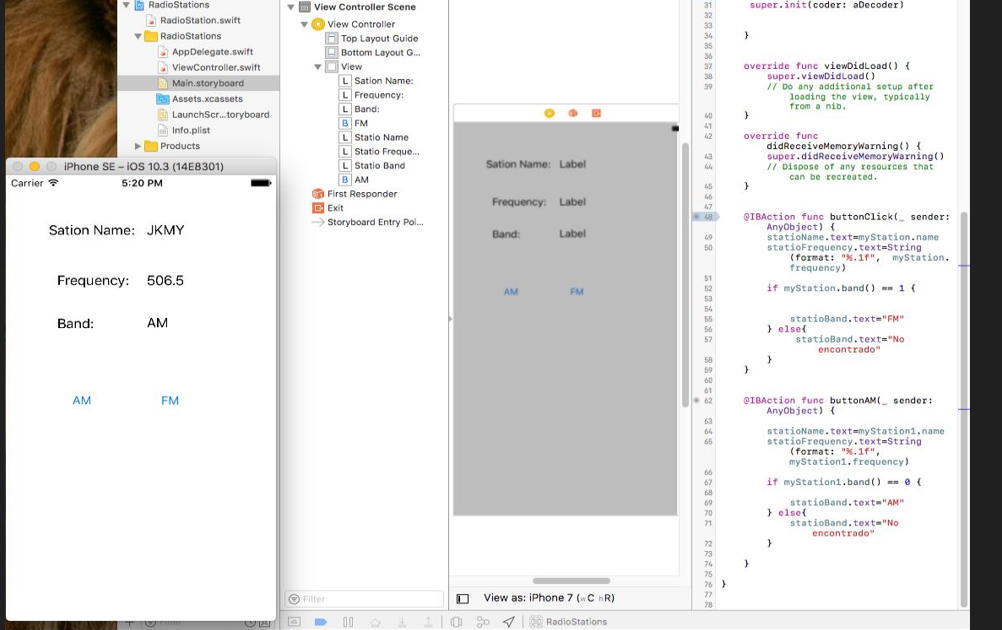 RadioStations
RadioStation.swift
RadioStations
AppDelegate.swift
ViewController.swift
Main.storyboard
Assets.xcassets
LaunchScr...toryboard
Info.plist
Products
iPhone SE – iOS 10.3 (14E8301)
Carrier
5:20 PM
Sation Name: JKMY
Frequency: 506.5
Band: AM
AM FM
View Controller Scene
View Controller
Top Layout Guide
Bottom Layout G...
View
L Sation Name:
L Frequency:
L Band:
B FM
L Statio Name
L Statio Freque...
L Statio Band
B AM
First Responder
Exit
Storyboard Entry Poi...
Filter
Sation Name: Label
Frequency: Label
Band: Label
AM FM
View as: iPhone 7 (wC hR)
RadioStations
31 super.init(coder: aDecoder)
32
33
34 }
35
36
37 override func viewDidLoad() {
38 super.viewDidLoad()
39 // Do any additional setup after
loading the view, typically
from a nib.
40 }
41
42 override func
didReceiveMemoryWarning() {
43 super.didReceiveMemoryWarning()
44 // Dispose of any resources that
can be recreated.
45 }
46
47
48 @IBAction func buttonClick(_ sender:
AnyObject) {
49 statioName.text=myStation.name
50 statioFrequency.text=String
(format: "%.1f", myStation.
frequency)
51
52 if myStation.band() == 1 {
53
54
55 statioBand.text="FM"
56 } else{
57 statioBand.text="No
encontrado"
58 }
59 }
60
61
62 @IBAction func buttonAM(_ sender:
AnyObject) {
63
64 statioName.text=myStation1.name
65 statioFrequency.text=String
(format: "%.1f",
myStation1.frequency)
66
67 if myStation1.band() == 0 {
68
69 statioBand.text="AM"
70 } else{
71 statioBand.text="No
encontrado"
72 }
73
74 }
75
76 }
77
78